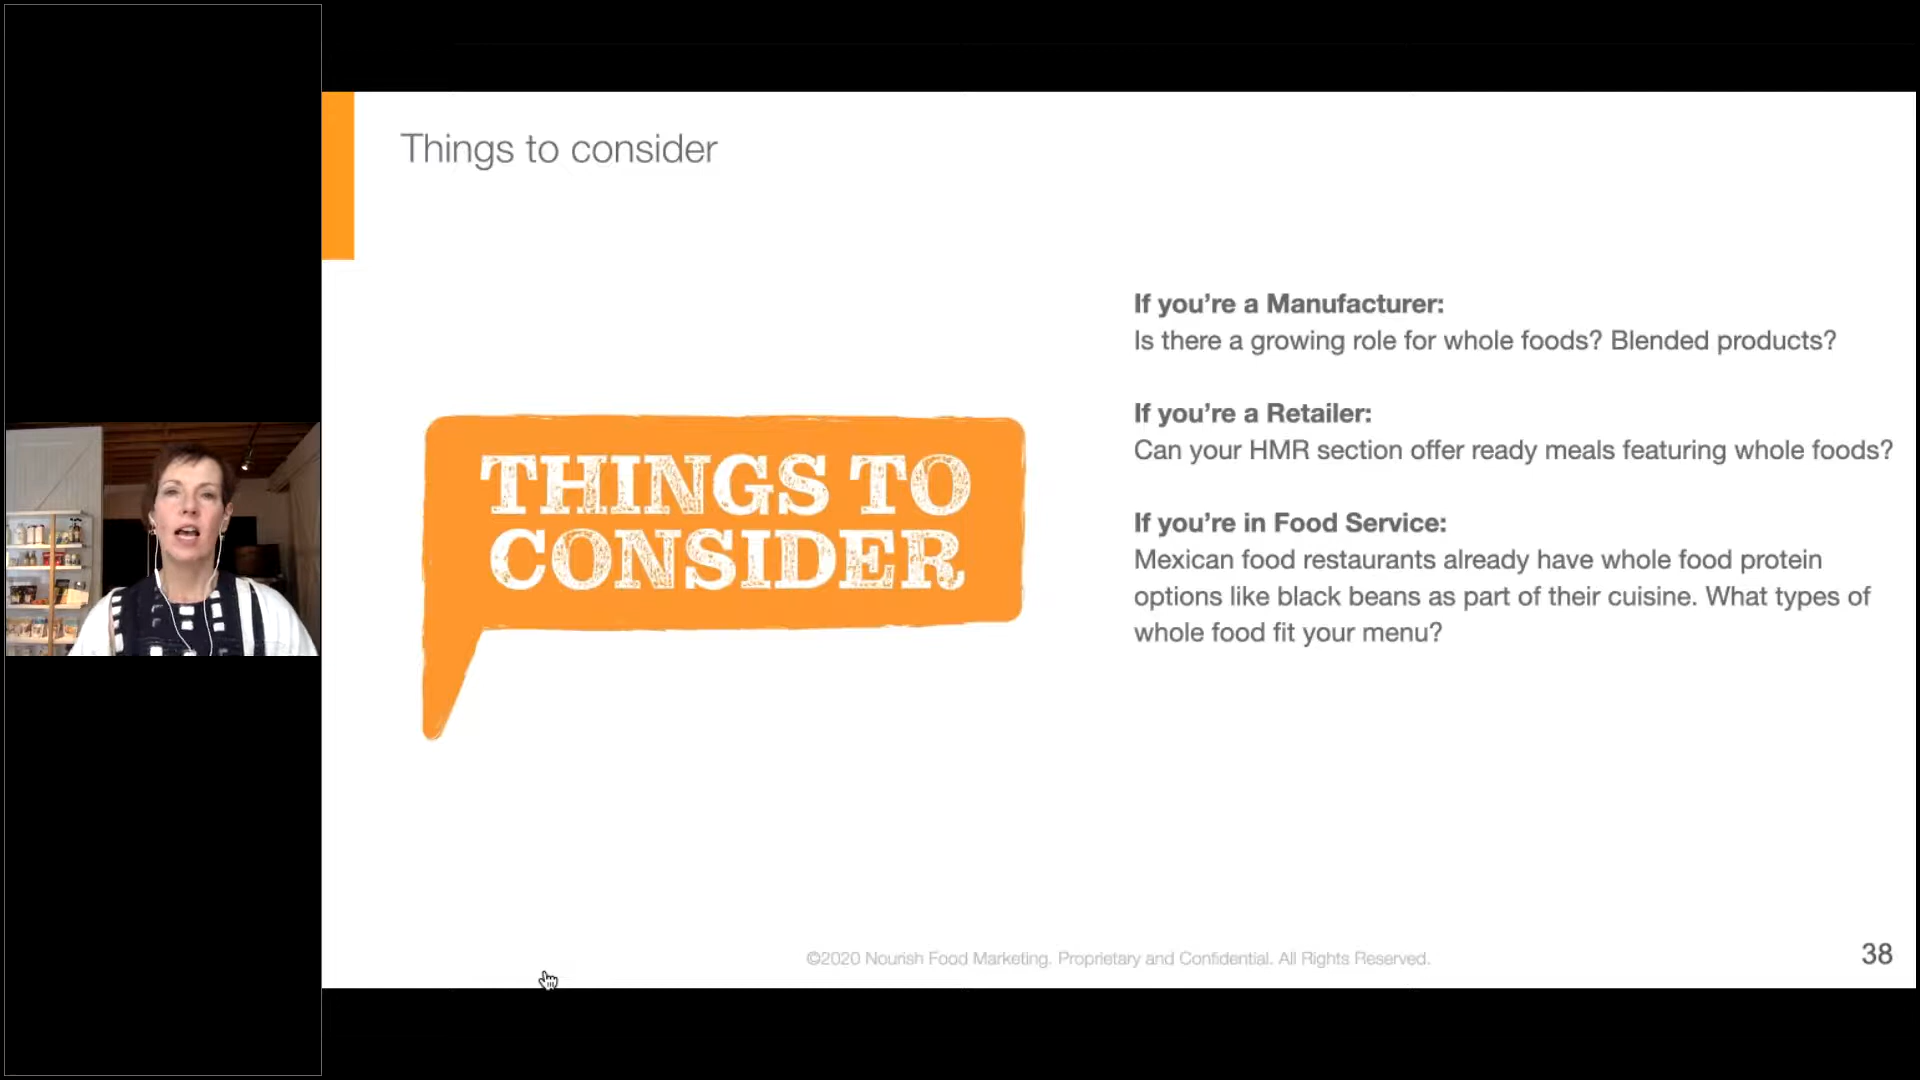 Things to consider
THINGS TO
CONSIDER
If you’re a Manufacturer:
Is there a growing role for whole foods? Blended products?
If you’re a Retailer:
Can your HMR section offer ready meals featuring whole foods?
If you’re in Food Service:
Mexican food restaurants already have whole food protein
options like black beans as part of their cuisine. What types of
whole food fit your menu?
©2020 Nourish Food Marketing. Proprietary and Confidential. All Rights Reserved.
38